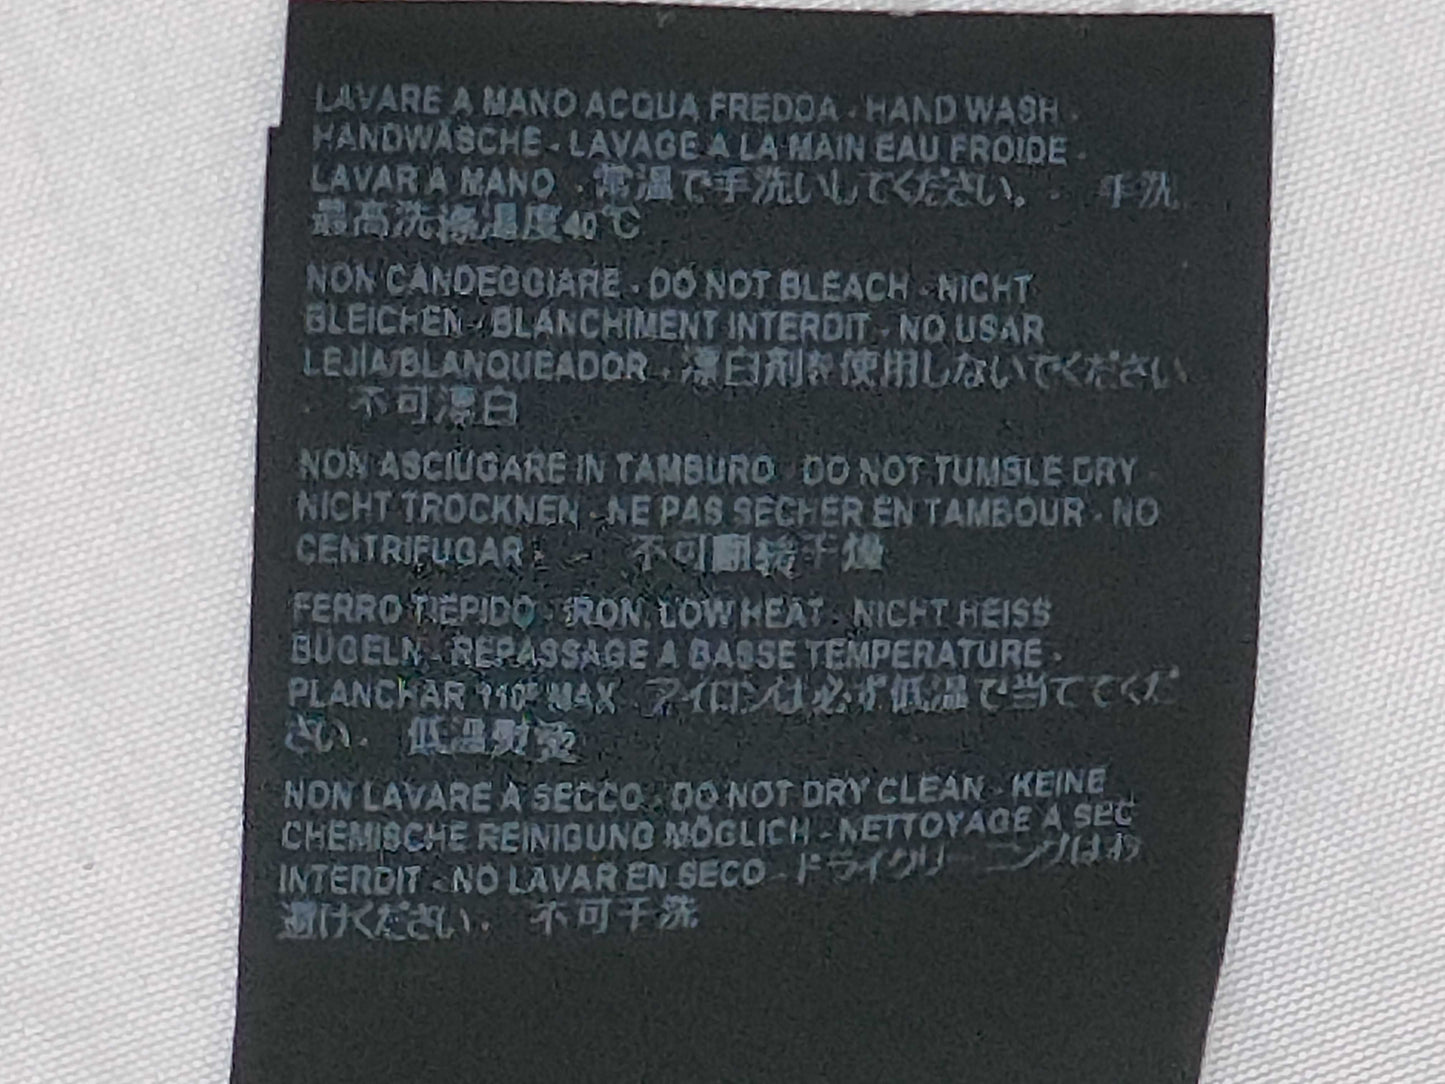 LAVARE A MANO ACQUA FREDDA - HAND WASH -
HANDWÄSCHE - LAVAGE A LA MAIN EAU FROIDE -
LAVAR A MANO - 常温で手洗いしてください。 - 手洗
最高洗涤温度40℃
NON CANDEGGIARE - DO NOT BLEACH - NICHT
BLEICHEN - BLANCHIMENT INTERDIT - NO USAR
LEJÍA/BLANQUEADOR - 漂白剤を使用しないでください
- 不可漂白
NON ASCIUGARE IN TAMBURO - DO NOT TUMBLE DRY -
NICHT TROCKNEN - NE PAS SECHER EN TAMBOUR - NO
CENTRIFUGAR - - 不可翻转干燥
FERRO TIEPIDO - IRON, LOW HEAT - NICHT HEISS
BÜGELN - REPASSAGE A BASSE TEMPERATURE -
PLANCHAR 110° MAX - アイロンは必ず低温で当ててくだ
さい - 低温熨烫
NON LAVARE A SECCO - DO NOT DRY CLEAN - KEINE
CHEMISCHE REINIGUNG MÖGLICH - NETTOYAGE A SEC
INTERDIT - NO LAVAR EN SECO - ドライクリーニングはお
避けください - 不可干洗